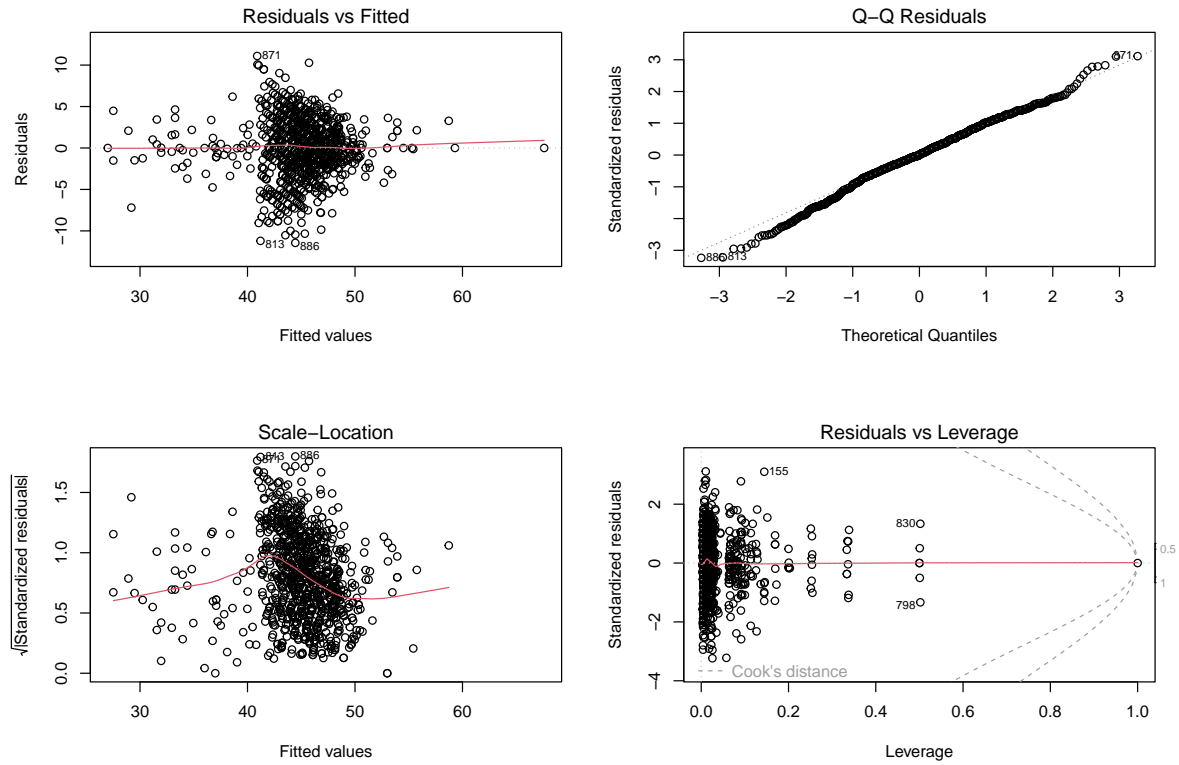 Residuals vs Fitted
Residuals
10
5
0
−5
−10
871
813
886
30 40 50 60
Fitted values
Q−Q Residuals
Standardized residuals
3
2
1
0
−1
−3
871
886
813
−3 −2 −1 0 1 2 3
Theoretical Quantiles
Scale−Location
√|Standardized residuals|
1.5
1.0
0.5
0.0
813
886
30 40 50 60
Fitted values
Residuals vs Leverage
Standardized residuals
2
0
−2
−4
155
830
798
0.5
1
Cook's distance
0.0 0.2 0.4 0.6 0.8 1.0
Leverage